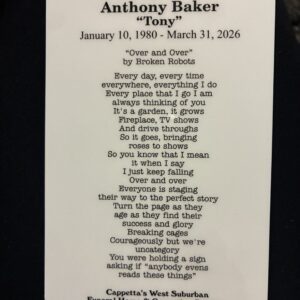 Anthony Baker
"Tony"
January 10, 1980 - March 31, 2026
"Over and Over"
by Broken Robots
Every day, every time
everywhere, everything I do
Every place that I go I am
always thinking of you
It's a garden, it grows
Fireplace, TV shows
And drive throughs
So it goes, bringing
roses to shows
So you know that I mean
it when I say
I just keep falling
Over and over
Everyone is staging
their way to the perfect story
Turn the page as they
age as they find their
success and glory
Breaking cages
Courageously but we're
uncategory
You were holding a sign
asking if "anybody evens
reads these things"
Cappetta's West Suburban
Funeral Home &